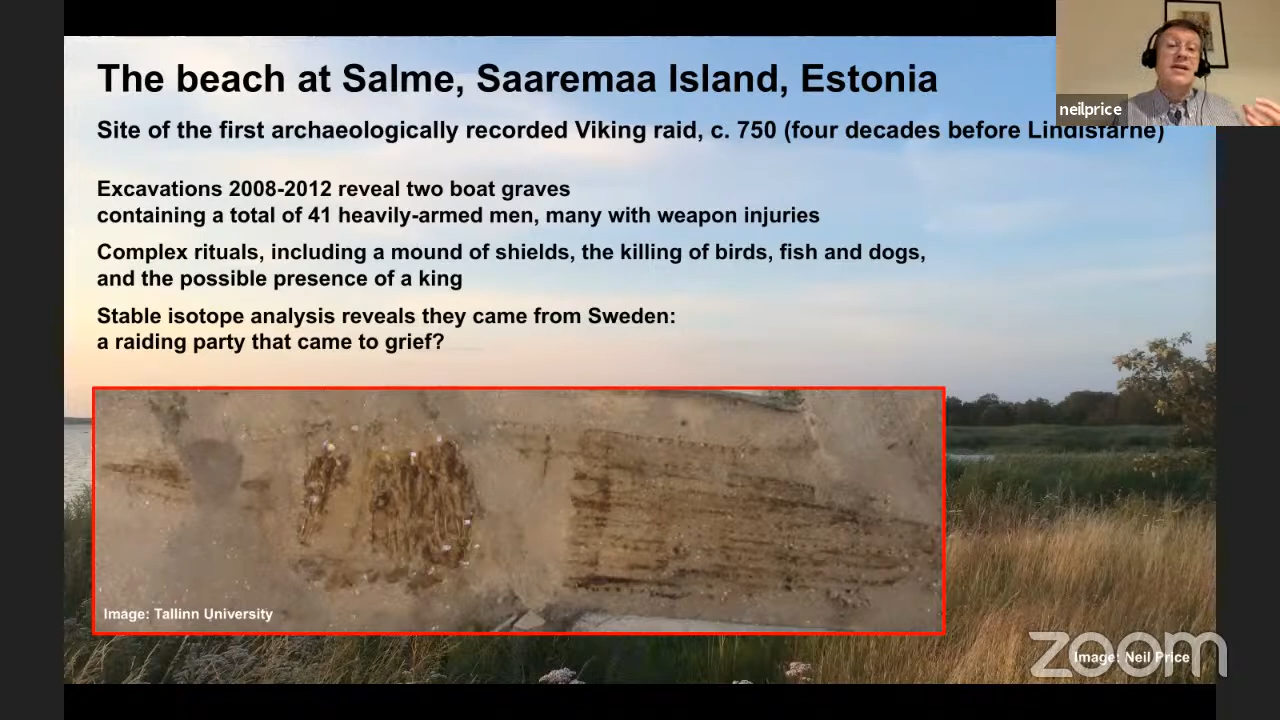 The beach at Salme, Saaremaa Island, Estonia
neilprice
Site of the first archaeologically recorded Viking raid, c. 750 (four decades before Lindisfarne)
Excavations 2008-2012 reveal two boat graves
containing a total of 41 heavily-armed men, many with weapon injuries
Complex rituals, including a mound of shields, the killing of birds, fish and dogs,
and the possible presence of a king
Stable isotope analysis reveals they came from Sweden:
a raiding party that came to grief?
Image: Tallinn University
zoom
Image: Neil Price